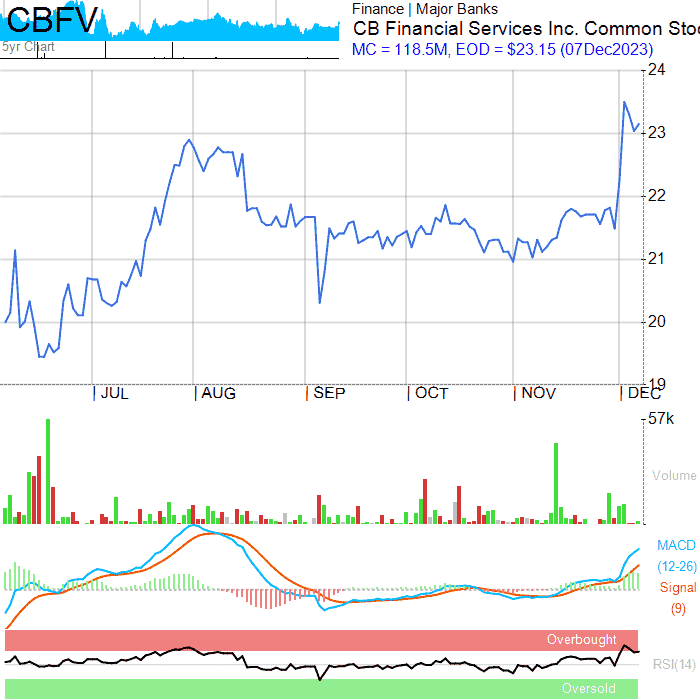 CBFV
5yr Chart
Finance | Major Banks
CB Financial Services Inc. Common Sto
MC = 118.5M, EOD = $23.15 (07Dec2023)
24
23
22
21
20
19
JUL
AUG
SEP
OCT
NOV
DEC
57k
Volume
MACD
(12-26)
Signal
(9)
Overbought
RSI(14)
Oversold